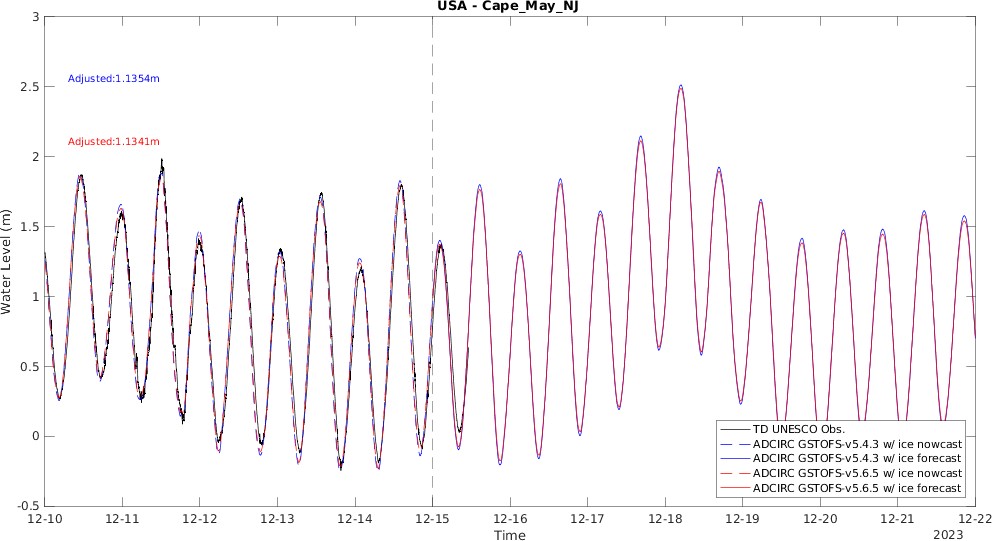 USA - Cape_May_NJ
3
2.5
2
1.5
1
0.5
0
-0.5
Water Level (m)
Adjusted:1.1354m
Adjusted:1.1341m
TD UNESCO Obs.
ADCIRC GSTOFS-v5.4.3 w/ ice nowcast
ADCIRC GSTOFS-v5.4.3 w/ ice forecast
ADCIRC GSTOFS-v5.6.5 w/ ice nowcast
ADCIRC GSTOFS-v5.6.5 w/ ice forecast
12-10 12-11 12-12 12-13 12-14 12-15 12-16 12-17 12-18 12-19 12-20 12-21 12-22
Time
2023